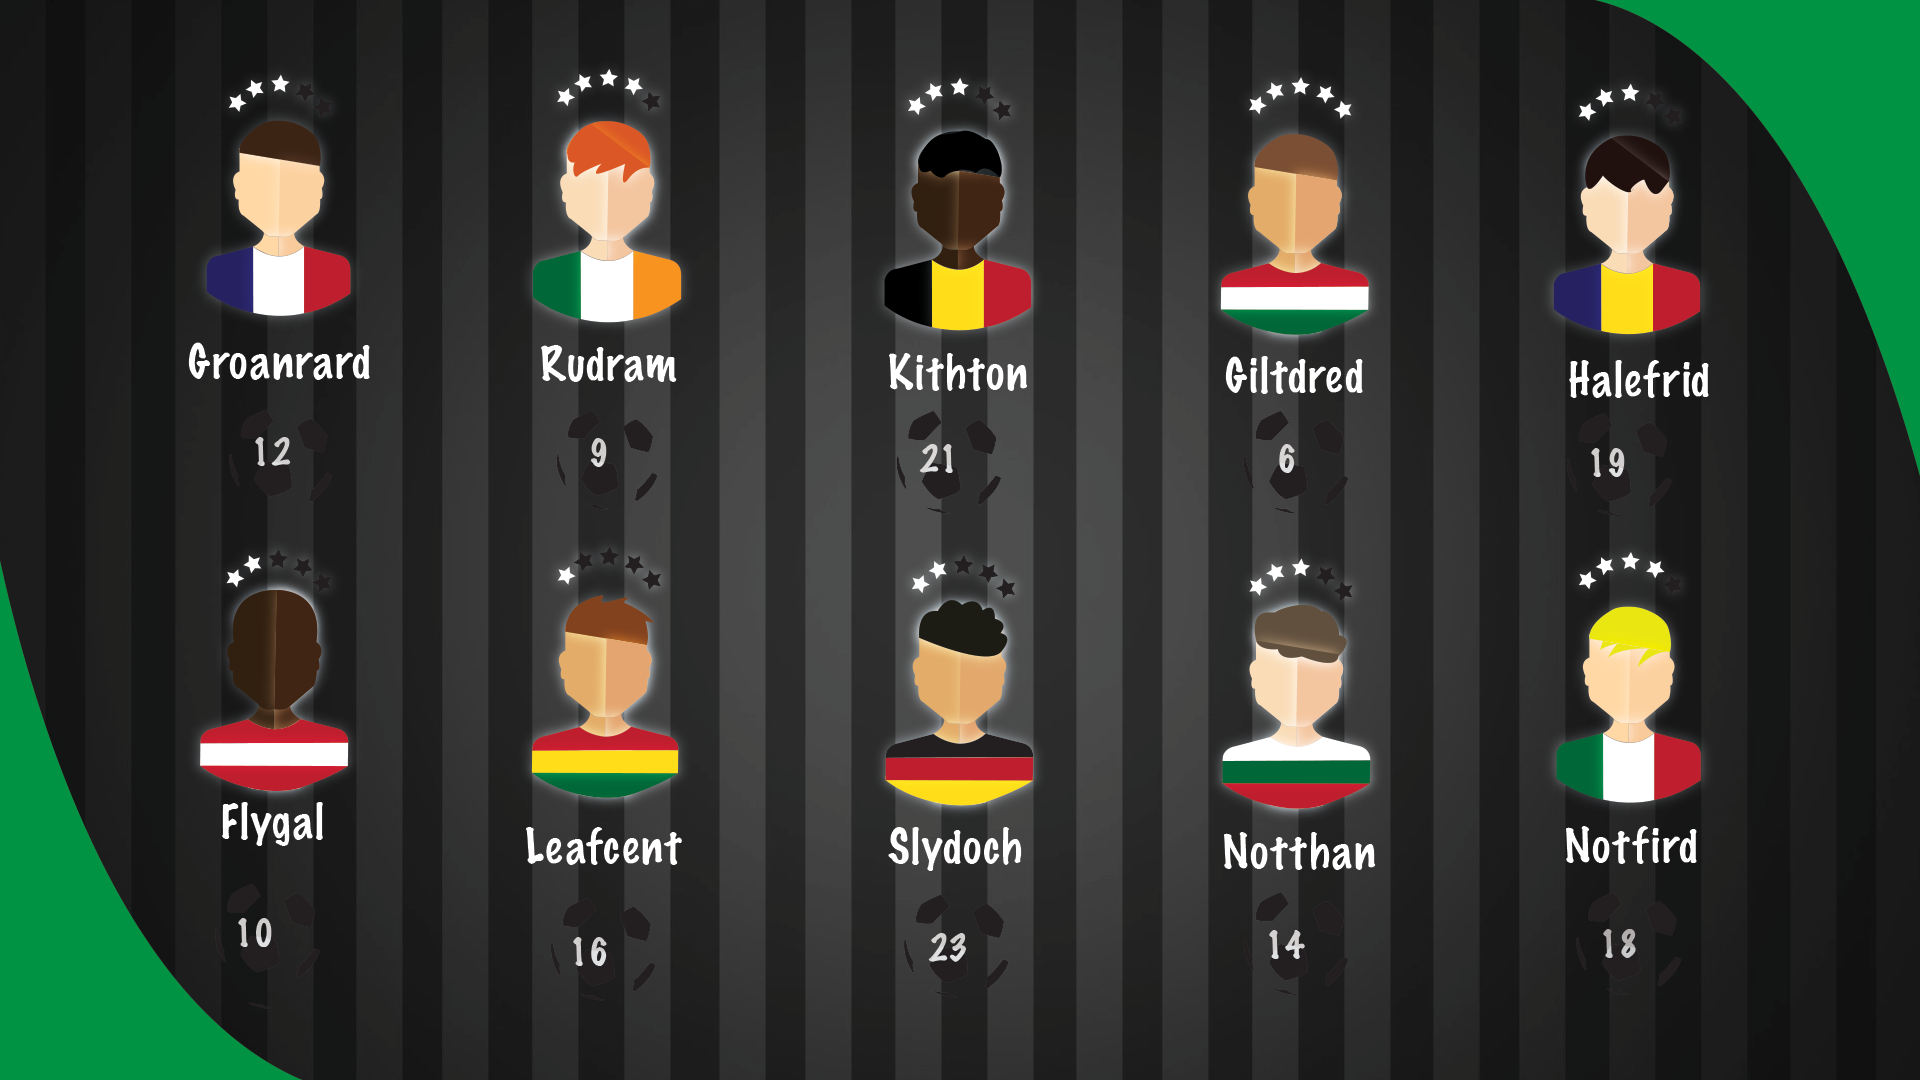 Groanrard
Rudram
Kithton
Giltdred
Halefrid
12
9
21
6
19
Flygal
Leafcent
Slydoch
Notthan
Notfird
10
16
23
14
18